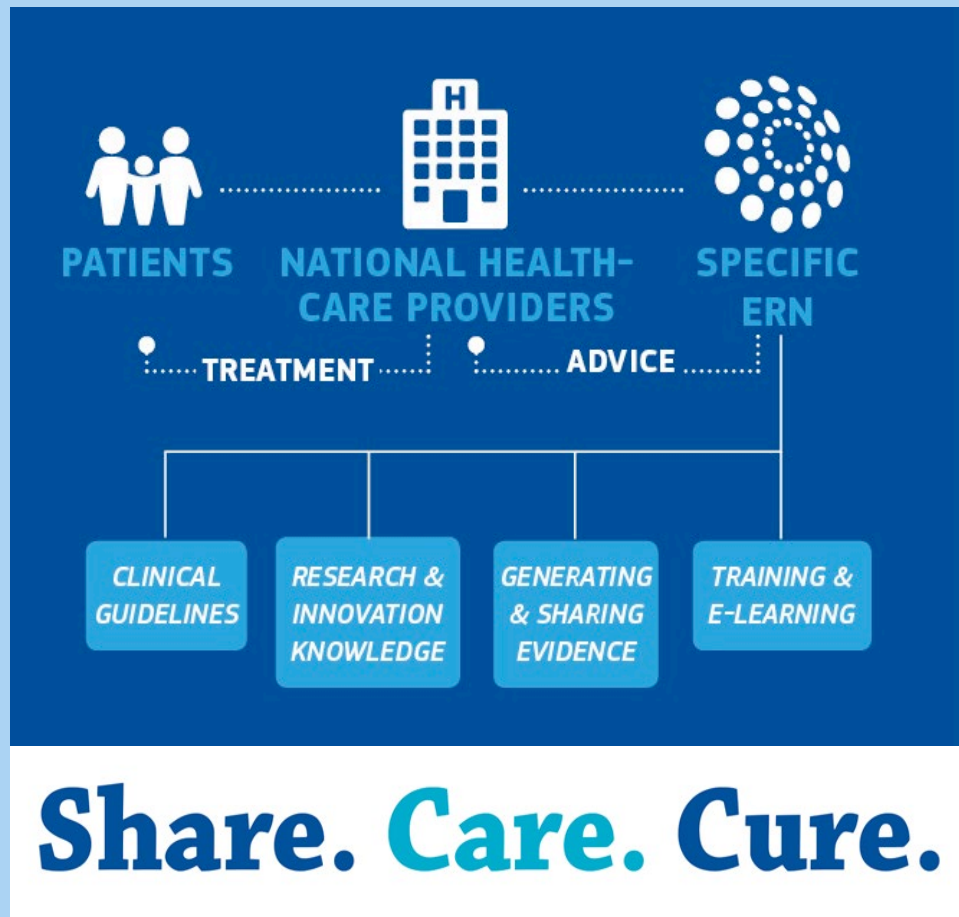 H
PATIENTS
NATIONAL HEALTH-
CARE PROVIDERS
SPECIFIC
ERN
TREATMENT
ADVICE
CLINICAL
GUIDELINES
RESEARCH &
INNOVATION
KNOWLEDGE
GENERATING
& SHARING
EVIDENCE
TRAINING &
E-LEARNING
Share. Care. Cure.